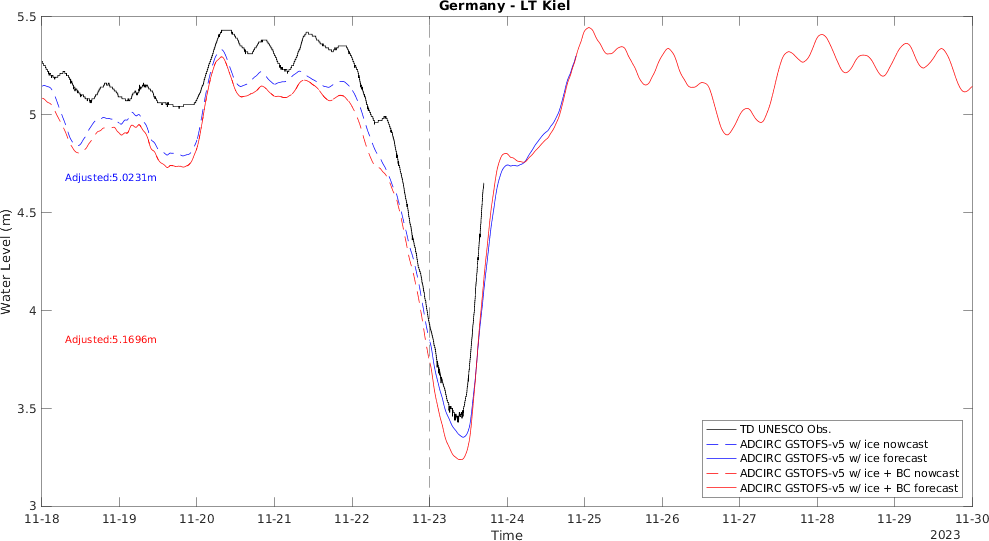 Germany - LT Kiel
5.5
5
4.5
4
3.5
3
Water Level (m)
Adjusted:5.0231m
Adjusted:5.1696m
TD UNESCO Obs.
ADCIRC GSTOFS-v5 w/ ice nowcast
ADCIRC GSTOFS-v5 w/ ice forecast
ADCIRC GSTOFS-v5 w/ ice + BC nowcast
ADCIRC GSTOFS-v5 w/ ice + BC forecast
11-18 11-19 11-20 11-21 11-22 11-23 11-24 11-25 11-26 11-27 11-28 11-29 11-30
Time
2023